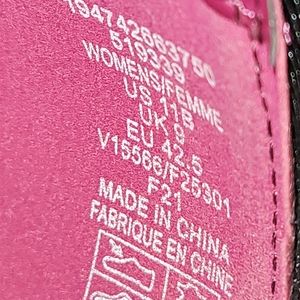 194742663750
519339
WOMENS/FEMME
US 11B
UK 9
EU 42.5
V15566/F25301
F21
MADE IN CHINA
FABRIQUE EN CHINE